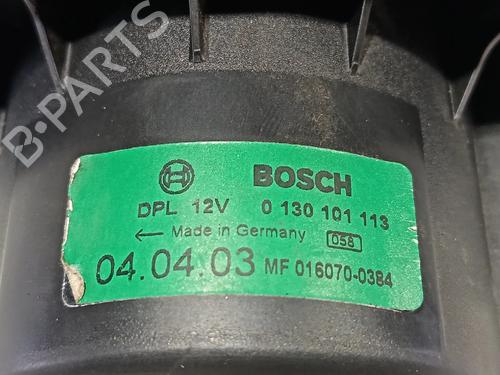 B-PARTS
BOSCH
DPL 12V 0 130 101 113
← Made in Germany 058
04.04.03 MF 016070-0384